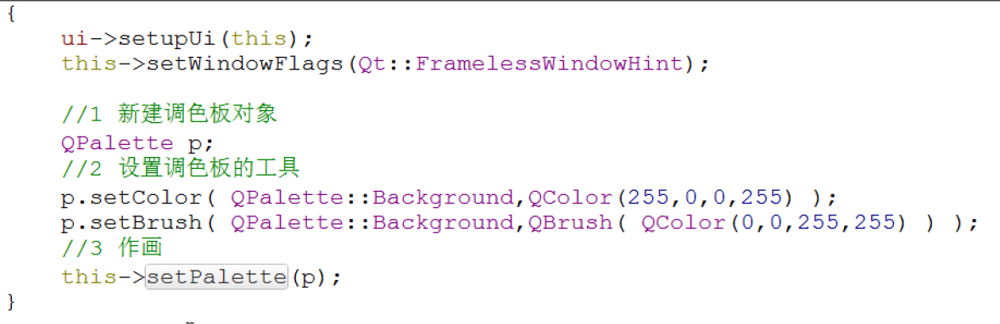 {
ui->setupUi(this);
this->setWindowFlags(Qt::FramelessWindowHint);
//1 新建调色板对象
QPalette p;
//2 设置调色板的工具
p.setColor( QPalette::Background,QColor(255,0,0,255) );
p.setBrush( QPalette::Background,QBrush( QColor(0,0,255,255) ) );
//3 作画
this->setPalette(p);
}